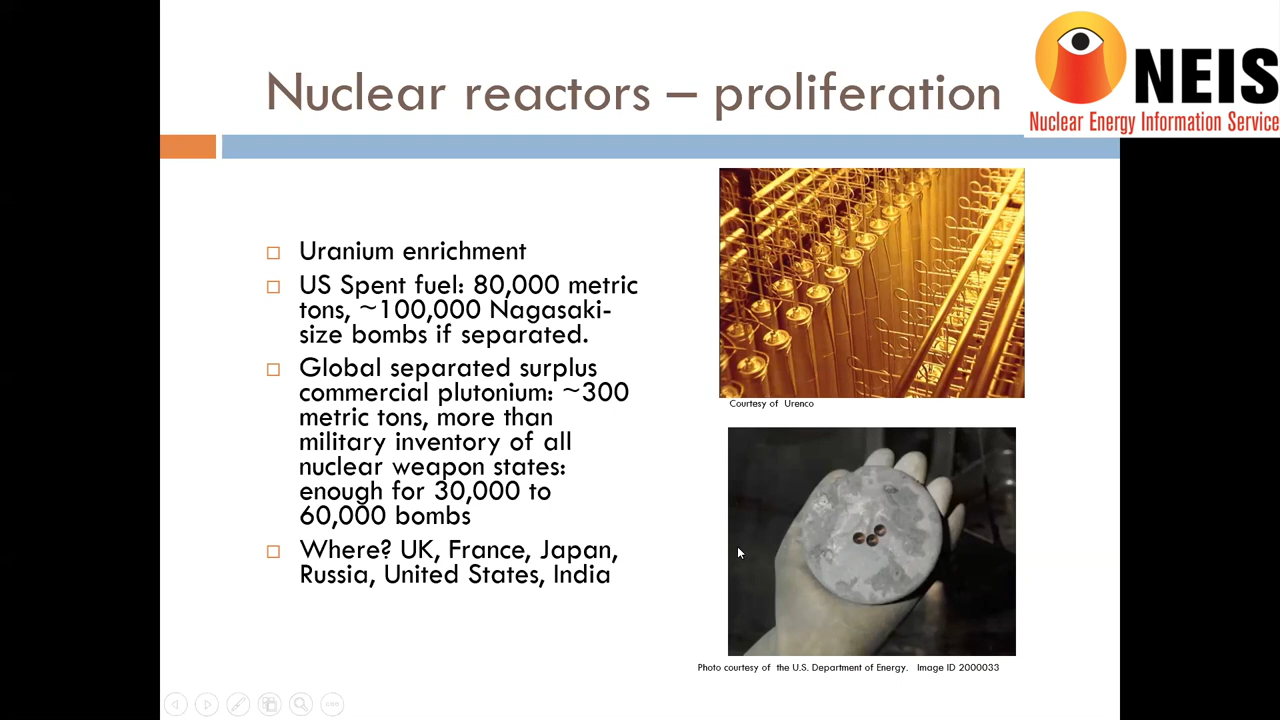 Nuclear reactors – proliferation
NEIS
Nuclear Energy Information Service
Uranium enrichment
US Spent fuel: 80,000 metric
tons, ~100,000 Nagasaki-
size bombs if separated.
Global separated surplus
commercial plutonium: ~300
metric tons, more than
military inventory of all
nuclear weapon states:
enough for 30,000 to
60,000 bombs
Where? UK, France, Japan,
Russia, United States, India
Courtesy of Urenco
Photo courtesy of the U.S. Department of Energy. Image ID 2000033